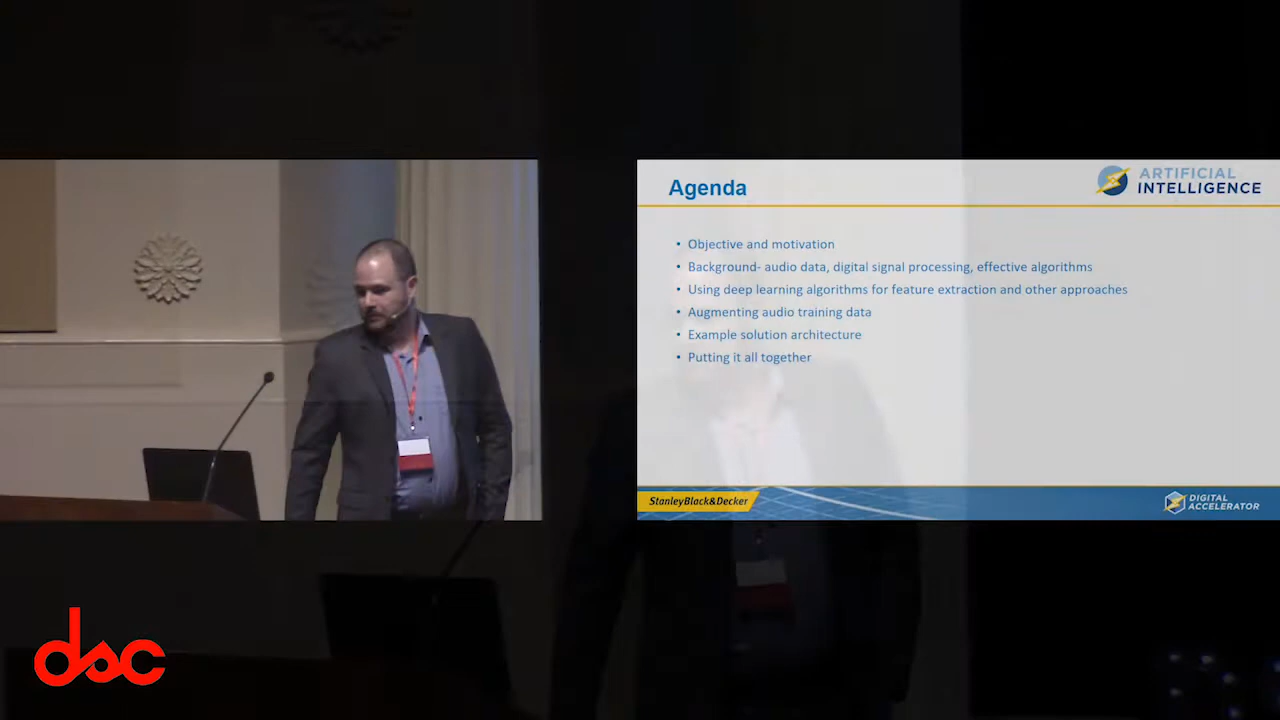 Agenda
ARTIFICIAL
INTELLIGENCE
• Objective and motivation
• Background- audio data, digital signal processing, effective algorithms
• Using deep learning algorithms for feature extraction and other approaches
• Augmenting audio training data
• Example solution architecture
• Putting it all together
StanleyBlack&Decker
DIGITAL
ACCELERATOR
dsc